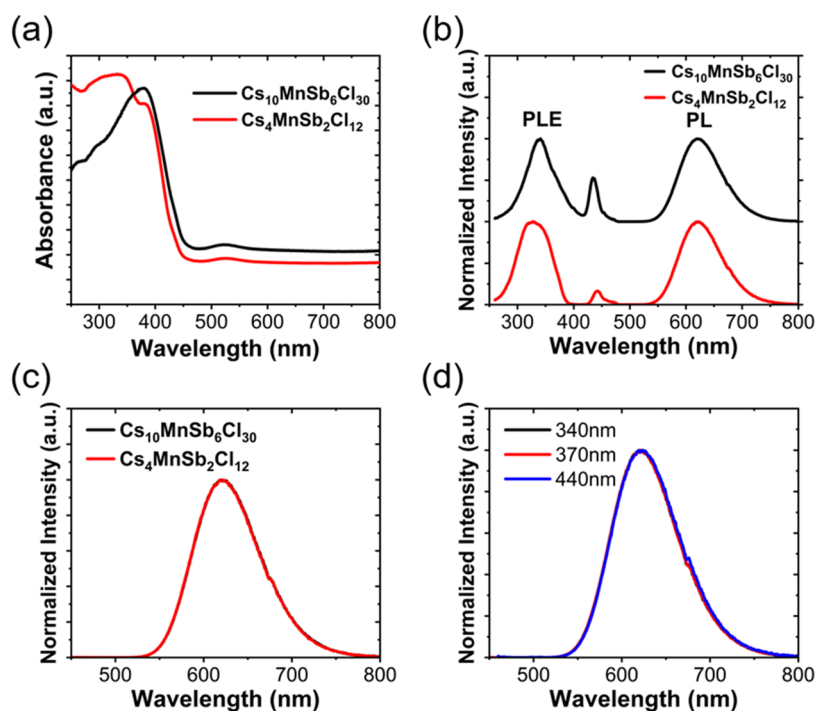 (a)
Absorbance (a.u.)
Cs₁₀MnSb₆Cl₃₀
Cs₄MnSb₂Cl₁₂
300 400 500 600 700 800
Wavelength (nm)
(b)
Normalized Intensity (a.u.)
Cs₁₀MnSb₆Cl₃₀
Cs₄MnSb₂Cl₁₂
PLE PL
300 400 500 600 700 800
Wavelength (nm)
(c)
Normalized Intensity (a.u.)
Cs₁₀MnSb₆Cl₃₀
Cs₄MnSb₂Cl₁₂
500 600 700 800
Wavelength (nm)
(d)
Normalized Intensity (a.u.)
340nm
370nm
440nm
500 600 700 800
Wavelength (nm)